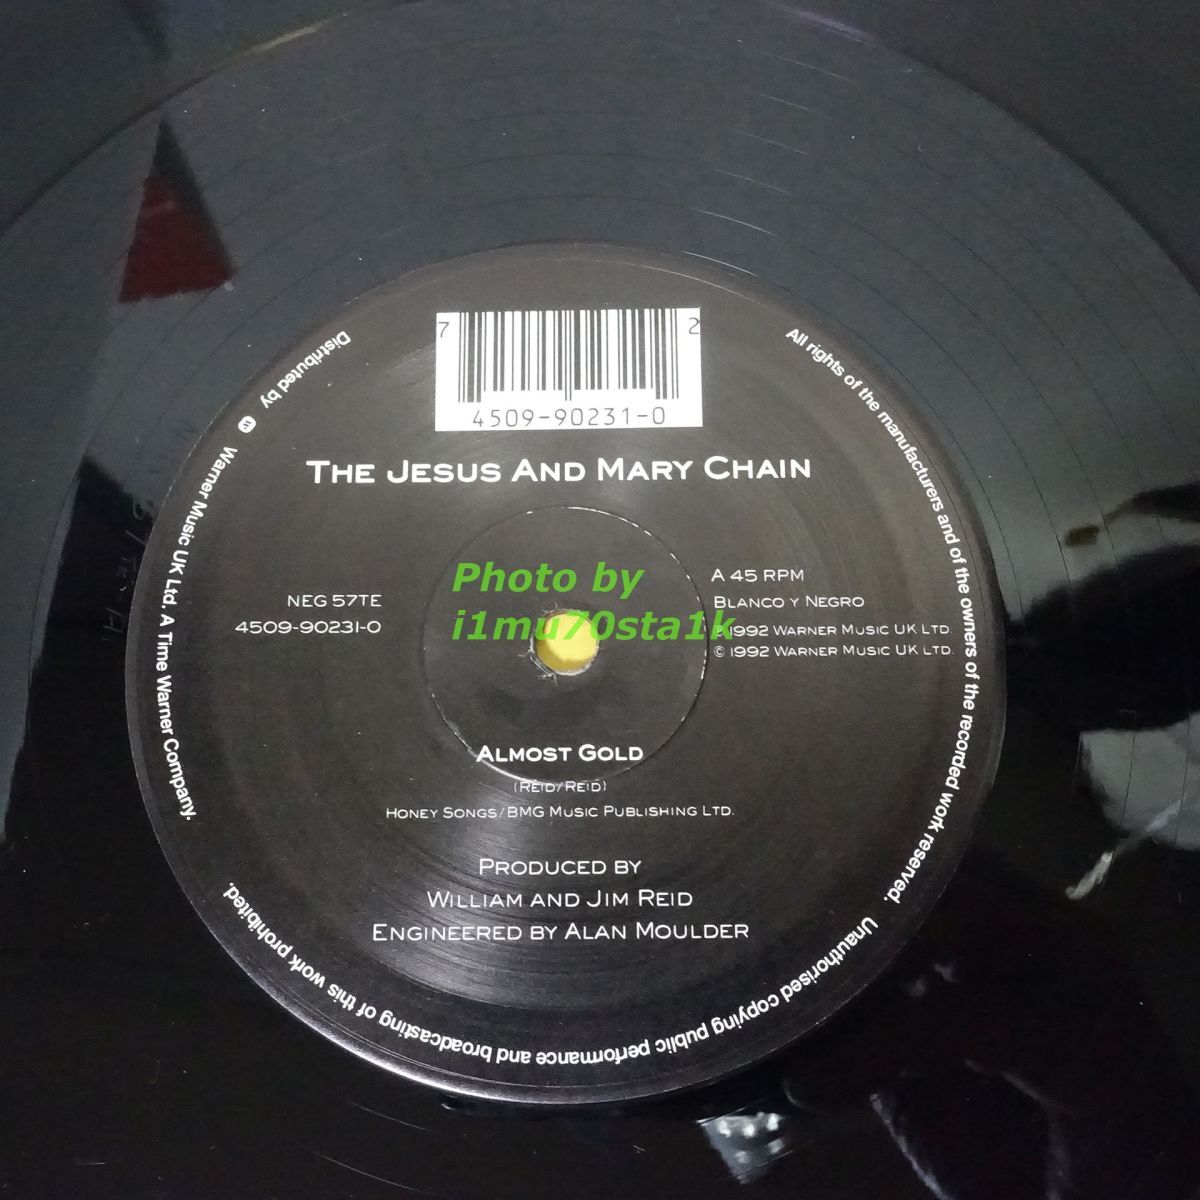 7 2
4509-90231-0
THE JESUS AND MARY CHAIN
Photo by
i1mu70sta1k
NEG 57TE
4509-90231-0
A 45 RPM
BLANCO Y NEGRO
℗ 1992 WARNER MUSIC UK LTD.
© 1992 WARNER MUSIC UK LTD.
ALMOST GOLD
(REID/REID)
HONEY SONGS/BMG MUSIC PUBLISHING LTD.
PRODUCED BY
WILLIAM AND JIM REID
ENGINEERED BY ALAN MOULDER
Distributed by Warner Music UK Ltd. A Time Warner Company.
All rights of the manufacturers and of the owners of the recorded work reserved. Unauthorised copying public performance and broadcasting of this work prohibited.